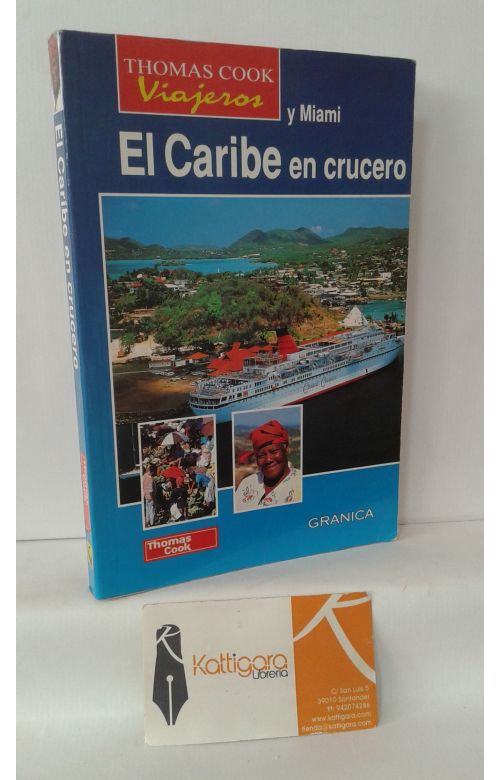 THOMAS COOK
Viajeros
y Miami
El Caribe en crucero
El Caribe en crucero
GRANICA
Thomas
Cook
Kattigara
Librería
C/ San Luis 5
39010 Santander
tf: 942074286
www.kattigara.com
tienda@kattigara.com